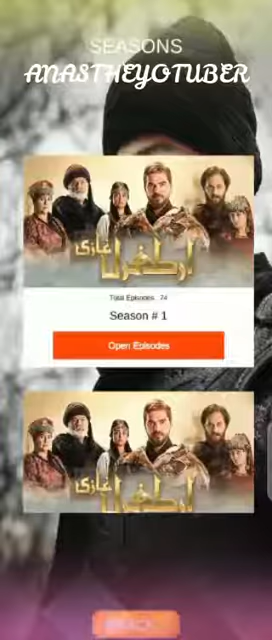 SEASONS
ANASTHEYOTUBER
ارطغرل غازی
Total Episodes : 74
Season # 1
Open Episodes
ارطغرل غازی